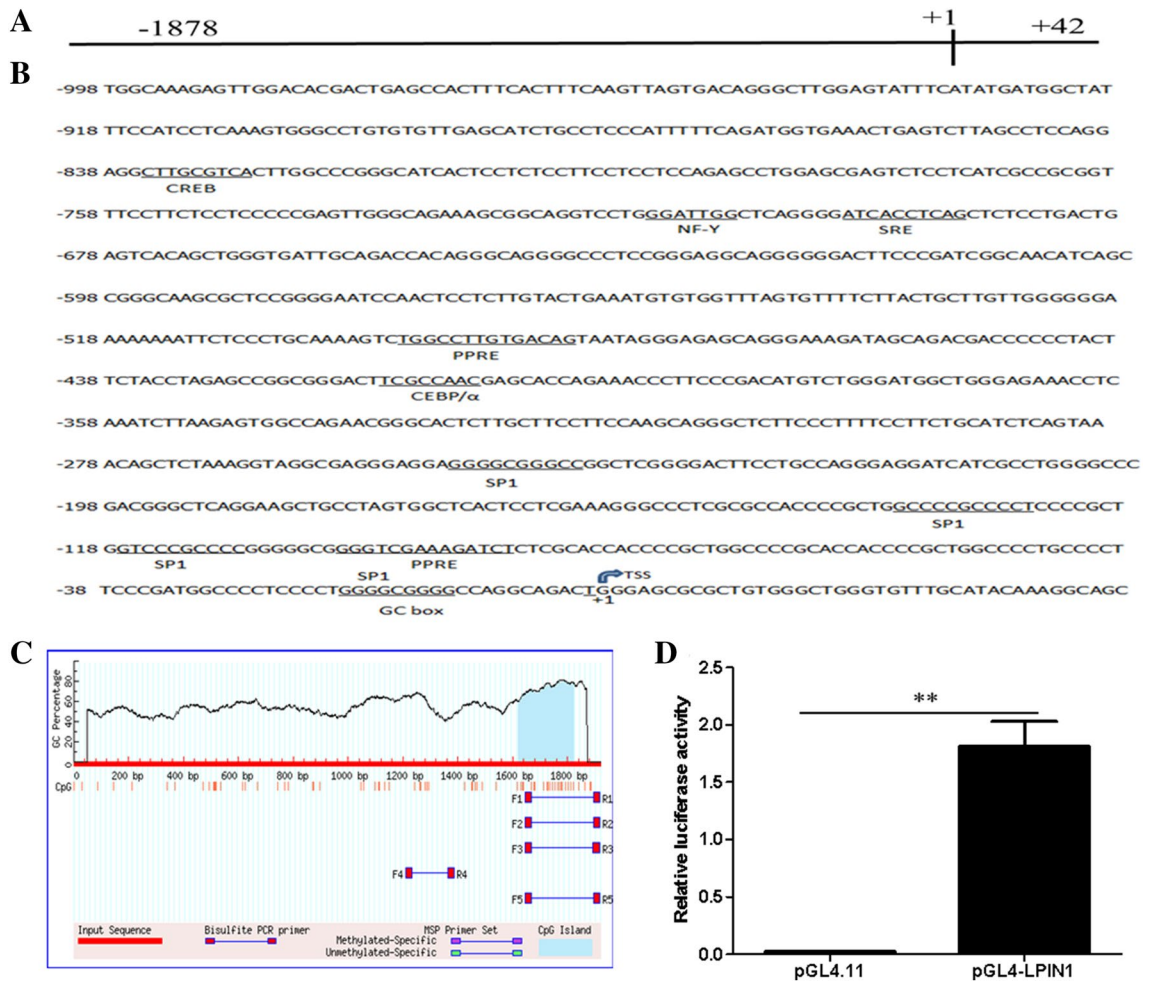 A
-1878
+1
+42
B
-998 TGGCAAAGAGTTGGACACGACTGAGCCACTTTCACTTTCAAGTTAGTGACAGGGCTTGGAGTATTTCATATGATGGCTAT
-918 TTCCATCCTCAAAGTGGGCCTGTGTGTTGAGCATCTGCCTCCCATTTTTCAGATGGTGAAACTGAGTCTTAGCCTCCAGG
-838 AGGCTTGCGTCACTTGGCCCGGGCATCACTCCTCTCCTTCCTCCTCCAGAGCCTGGAGCGAGTCTCCTCATCGCCGCGGT
CREB
-758 TTCCTTCTCCTCCCCCCGAGTTGGGCAGAAAGCGGCAGGTCCTGGGATTGGCTCAGGGGATCACCTCAGCTCTCCTGACTG
NF-Y SRE
-678 AGTCACAGCTGGGTGATTGCAGACCACAGGGCAGGGGCCCTCCGGGAGGCAGGGGGGACTTCCCGATCGGCAACATCAGC
-598 CGGGCAAGCGCTCCGGGGAATCCAACTCCTCTTGTACTGAAATGTGTGGTTTAGTGTTTTCTTACTGCTTGTTGGGGGGA
-518 AAAAAAATTCTCCCTGCAAAAGTCTGGCCTTGTGACAGTAATAGGGAGAGCAGGGAAAGATAGCAGACGACCCCCCTACT
PPRE
-438 TCTACCTAGAGCCGGCGGGACTTCGCCAACGAGCACCAGAAACCCTTCCCGACATGTCTGGGATGGCTGGGAGAAACCTC
CEBP/α
-358 AAATCTTAAGAGTGGCCAGAACGGGCACTCTTGCTTCCTTCCAAGCAGGGCTCTTCCCTTTTCCTTCTGCATCTCAGTAA
-278 ACAGCTCTAAAGGTAGGCGAGGGAGGAGGGGCGGGCCGGCTCGGGGACTTCCTGCCAGGGAGGATCATCGCCTGGGGCCC
SP1
-198 GACGGGCTCAGGAAGCTGCCTAGTGGCTCACTCCTCGAAAGGGCCCTCGCGCCACCCCCGCTGGCCCCGCCCCTCCCCGCT
SP1
-118 GGTCCCGCCCCGGGGGCGGGGTCGAAAGATCTCTCGCACCACCCCGCTGGCCCCGCACCACCCCGCTGGCCCCTGCCCCT
SP1 SP1 PPRE
TSS
-38 TCCCGATGGCCCCTCCCCTGGGGCGGGGCCAGGCAGACTGGGAGCGCGCTGTGGGCTGGGTGTTTGCATACAAAGGCAGC
GC box +1
C
GC Percentage
80
60
40
20
0
0 200 bp 400 bp 600 bp 800 bp 1000 bp 1200 bp 1400 bp 1600 bp 1800 bp
CpG
F1 R1
F2 R2
F3 R3
F4 R4
F5 R5
Input Sequence Bisulfite PCR primer MSP Primer Set CpG Island
Methylated-Specific
Unmethylated-Specific
D
Relative luciferase activity
2.5
2.0
1.5
1.0
0.5
0.0
**
pGL4.11 pGL4-LPIN1